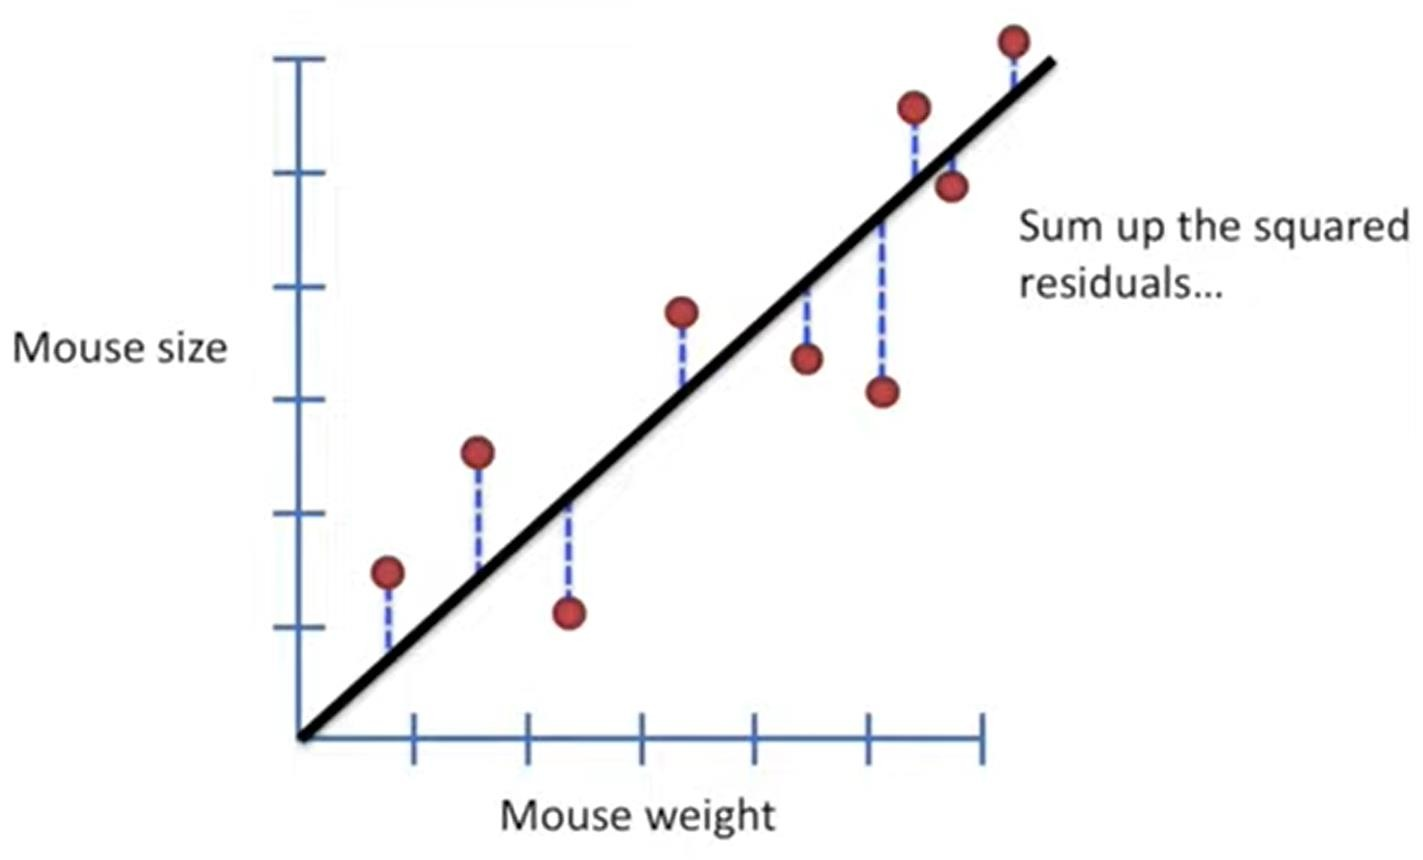 Sum up the squared
residuals...
Mouse size
Mouse weight